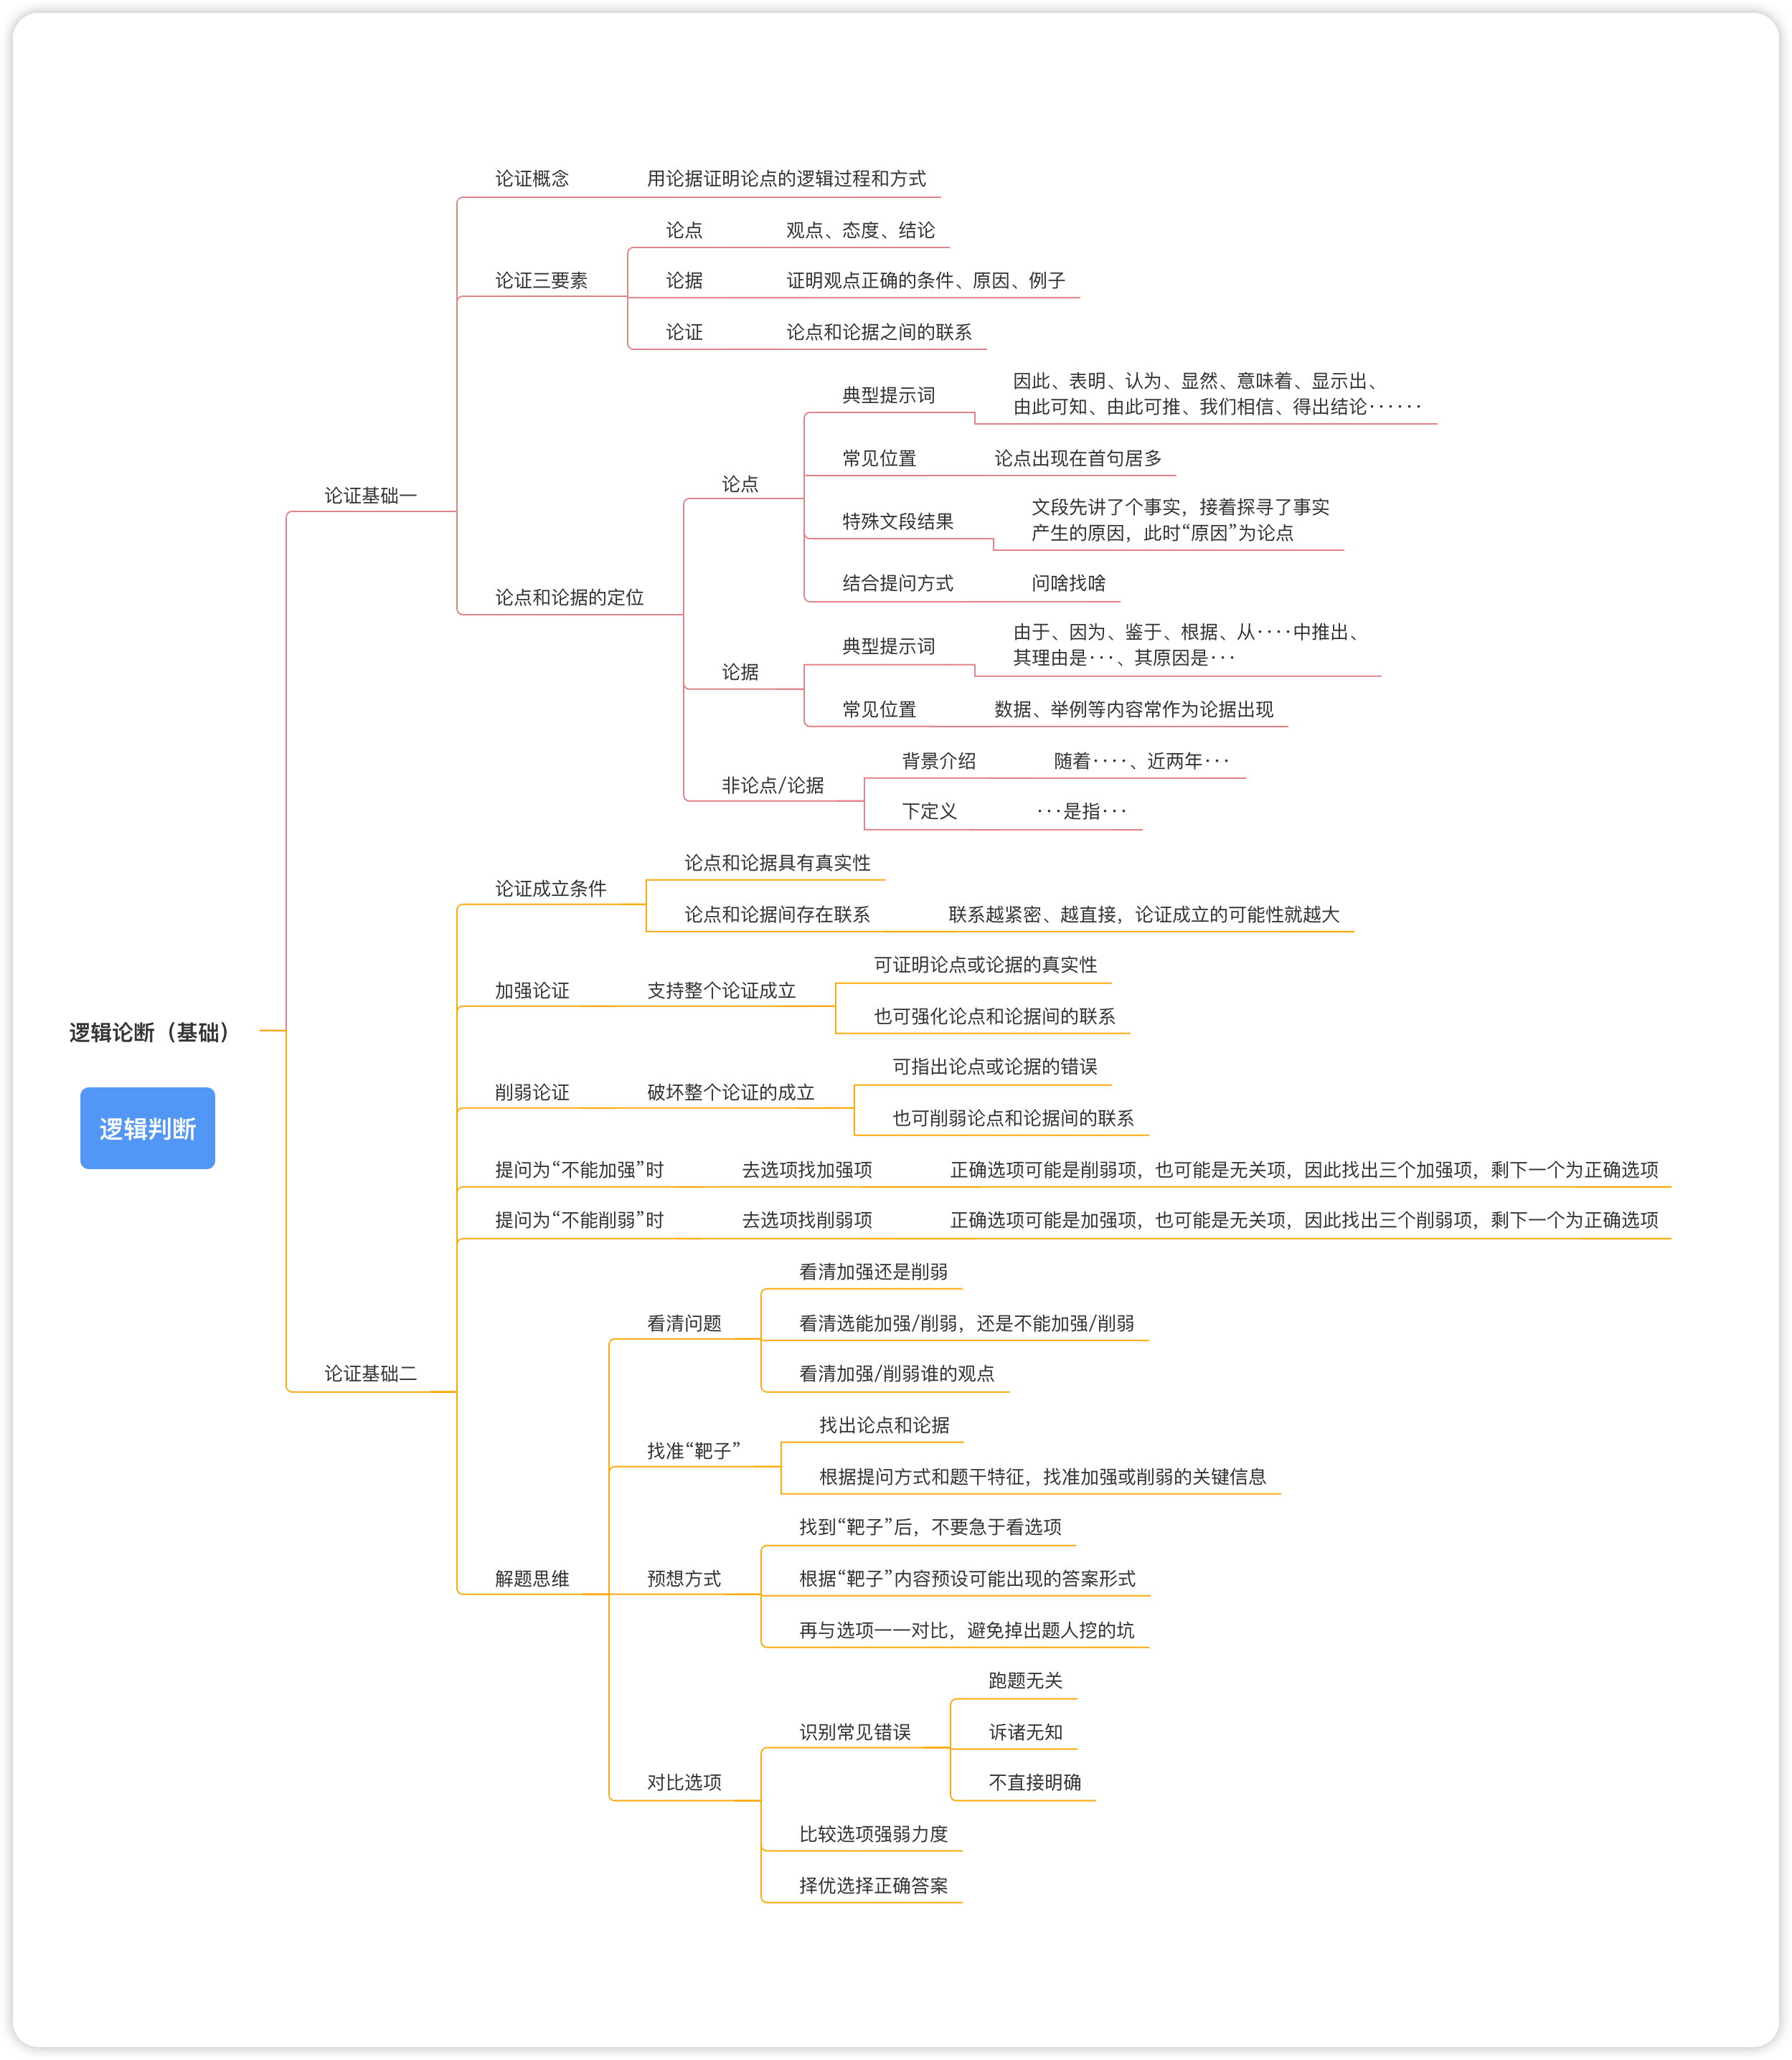 逻辑论断（基础）
逻辑判断
论证基础一
论证概念
用论据证明论点的逻辑过程和方式
论证三要素
论点
观点、态度、结论
论据
证明观点正确的条件、原因、例子
论证
论点和论据之间的联系
论点和论据的定位
论点
典型提示词
因此、表明、认为、显然、意味着、显示出、
由此可知、由此可推、我们相信、得出结论······
常见位置
论点出现在首句居多
特殊文段结果
文段先讲了个事实，接着探寻了事实
产生的原因，此时“原因”为论点
结合提问方式
问啥找啥
论据
典型提示词
由于、因为、鉴于、根据、从····中推出、
其理由是···、其原因是···
常见位置
数据、举例等内容常作为论据出现
非论点/论据
背景介绍
随着····、近两年···
下定义
···是指···
论证基础二
论证成立条件
论点和论据具有真实性
论点和论据间存在联系
联系越紧密、越直接，论证成立的可能性就越大
加强论证
支持整个论证成立
可证明论点或论据的真实性
也可强化论点和论据间的联系
削弱论证
破坏整个论证的成立
可指出论点或论据的错误
也可削弱论点和论据间的联系
提问为“不能加强”时
去选项找加强项
正确选项可能是削弱项，也可能是无关项，因此找出三个加强项，剩下一个为正确选项
提问为“不能削弱”时
去选项找削弱项
正确选项可能是加强项，也可能是无关项，因此找出三个削弱项，剩下一个为正确选项
解题思维
看清问题
看清加强还是削弱
看清选能加强/削弱，还是不能加强/削弱
看清加强/削弱谁的观点
找准“靶子”
找出论点和论据
根据提问方式和题干特征，找准加强或削弱的关键信息
预想方式
找到“靶子”后，不要急于看选项
根据“靶子”内容预设可能出现的答案形式
再与选项一一对比，避免掉出题人挖的坑
对比选项
识别常见错误
跑题无关
诉诸无知
不直接明确
比较选项强弱力度
择优选择正确答案